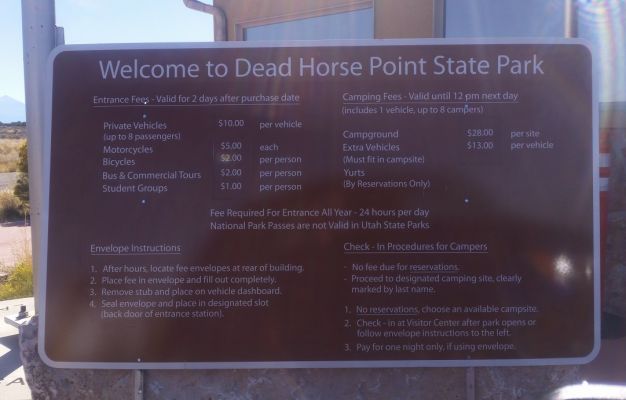 Welcome to Dead Horse Point State Park
Entrance Fees - Valid for 2 days after purchase date
Private Vehicles $10.00 per vehicle
(up to 8 passengers)
Motorcycles $5.00 each
Bicycles $2.00 per person
Bus & Commercial Tours $2.00 per person
Student Groups $1.00 per person
Camping Fees - Valid until 12 pm next day
(includes 1 vehicle, up to 8 campers)
Campground $28.00 per site
Extra Vehicles $13.00 per vehicle
(Must fit in campsite)
Yurts
(By Reservations Only)
Fee Required For Entrance All Year - 24 hours per day
National Park Passes are not Valid in Utah State Parks
Envelope Instructions
1. After hours, locate fee envelopes at rear of building.
2. Place fee in envelope and fill out completely.
3. Remove stub and place on vehicle dashboard.
4. Seal envelope and place in designated slot
(back door of entrance station).
Check - In Procedures for Campers
- No fee due for reservations.
- Proceed to designated camping site, clearly
marked by last name.
1. No reservations, choose an available campsite.
2. Check - in at Visitor Center after park opens or
follow envelope instructions to the left.
3. Pay for one night only, if using envelope.